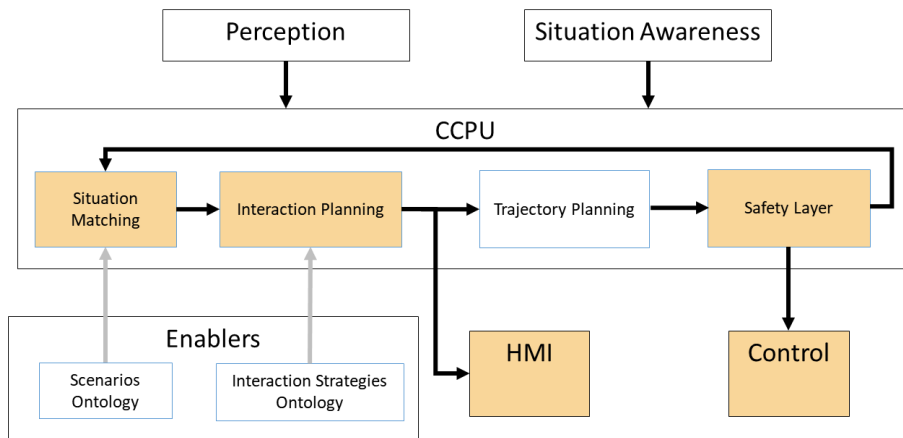 Perception
Situation Awareness
CCPU
Situation
Matching
Interaction Planning
Trajectory Planning
Safety Layer
Enablers
Scenarios
Ontology
Interaction Strategies
Ontology
HMI
Control